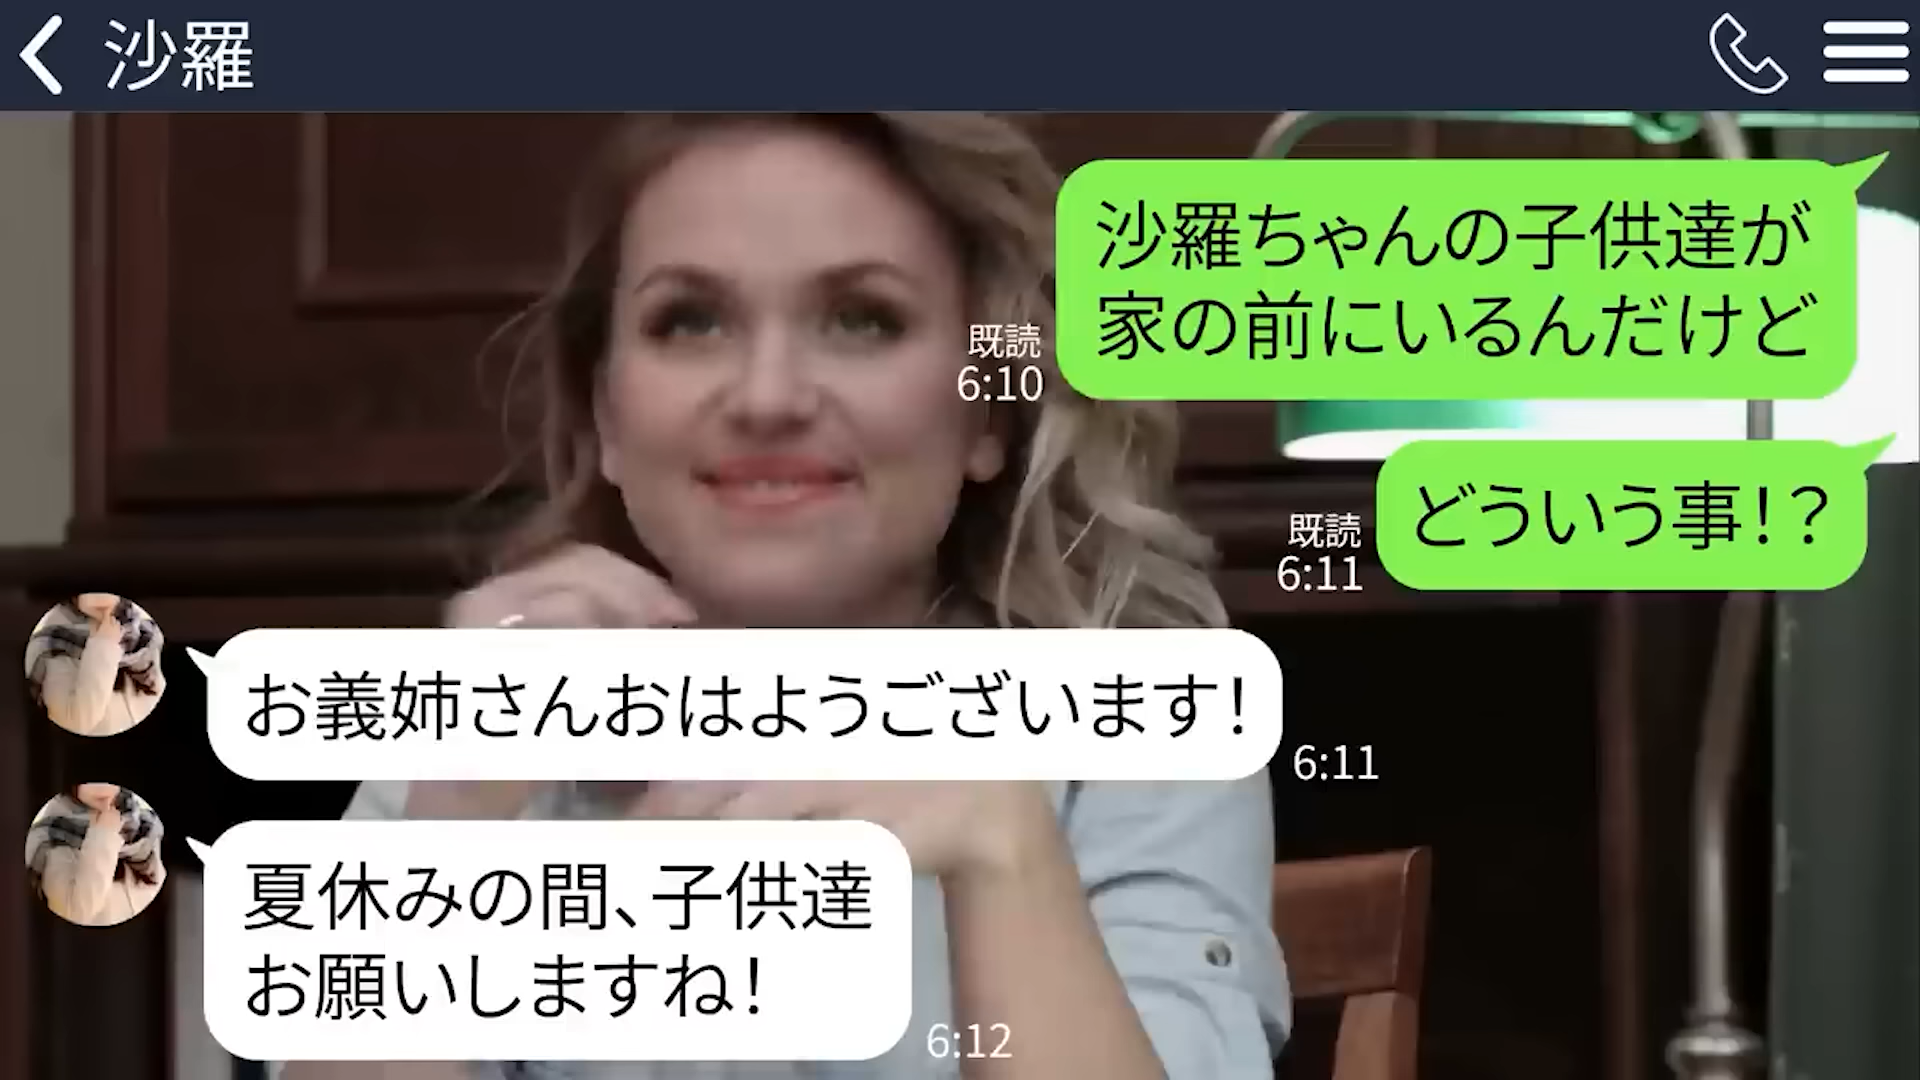 沙羅
沙羅ちゃんの子供達が
家の前にいるんだけど
既読
6:10
どういう事!?
既読
6:11
お義姉さんおはようございます!
6:11
夏休みの間、子供達
お願いしますね!
6:12